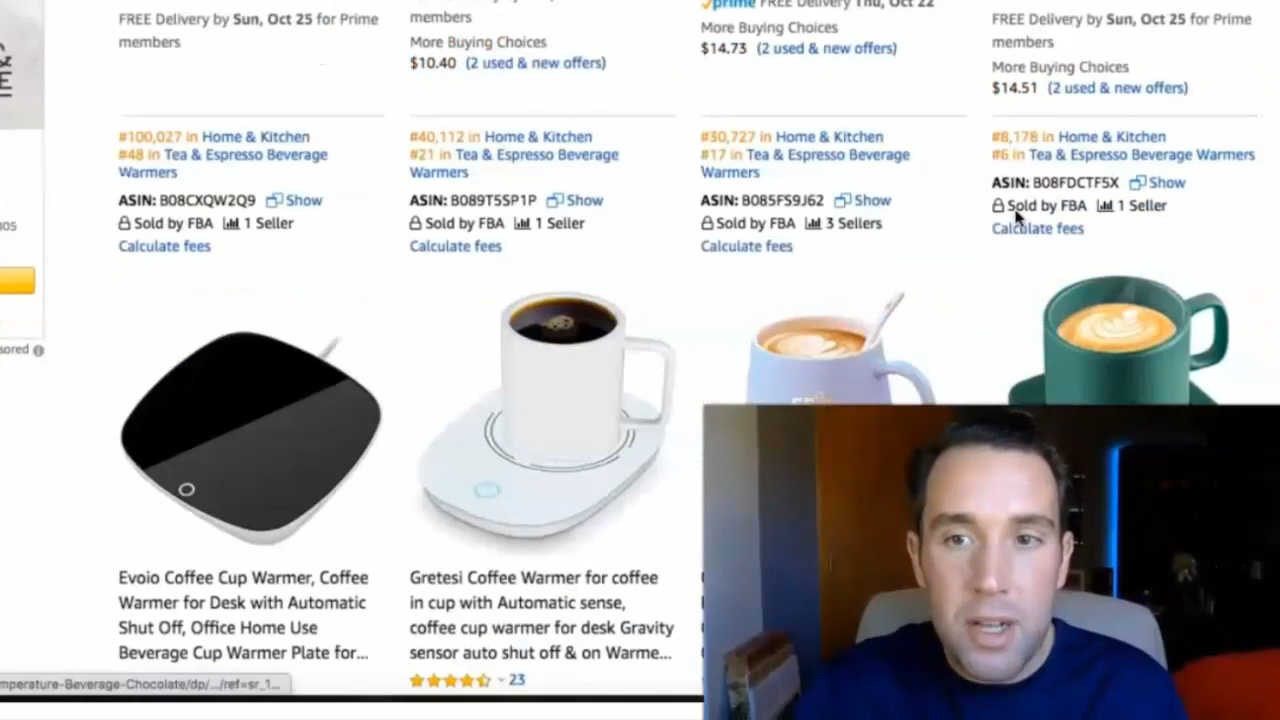 FREE Delivery by Sun, Oct 25 for Prime
members
members
More Buying Choices
$10.40 (2 used & new offers)
prime FREE Delivery Thu, Oct 22
More Buying Choices
$14.73 (2 used & new offers)
FREE Delivery by Sun, Oct 25 for Prime
members
More Buying Choices
$14.51 (2 used & new offers)
#100,027 in Home & Kitchen
#48 in Tea & Espresso Beverage
Warmers
ASIN: B08CXQW2Q9 Show
Sold by FBA 1 Seller
Calculate fees
#40,112 in Home & Kitchen
#21 in Tea & Espresso Beverage
Warmers
ASIN: B089T5SP1P Show
Sold by FBA 1 Seller
Calculate fees
#30,727 in Home & Kitchen
#17 in Tea & Espresso Beverage
Warmers
ASIN: B085FS9J62 Show
Sold by FBA 3 Sellers
Calculate fees
#8,178 in Home & Kitchen
#6 in Tea & Espresso Beverage Warmers
ASIN: B08FDCTF5X Show
Sold by FBA 1 Seller
Calculate fees
Evoio Coffee Cup Warmer, Coffee
Warmer for Desk with Automatic
Shut Off, Office Home Use
Beverage Cup Warmer Plate for...
Gretesi Coffee Warmer for coffee
in cup with Automatic sense,
coffee cup warmer for desk Gravity
sensor auto shut off & on Warme...
23
mperature-Beverage-Chocolate/dp/.../ref=sr_1...